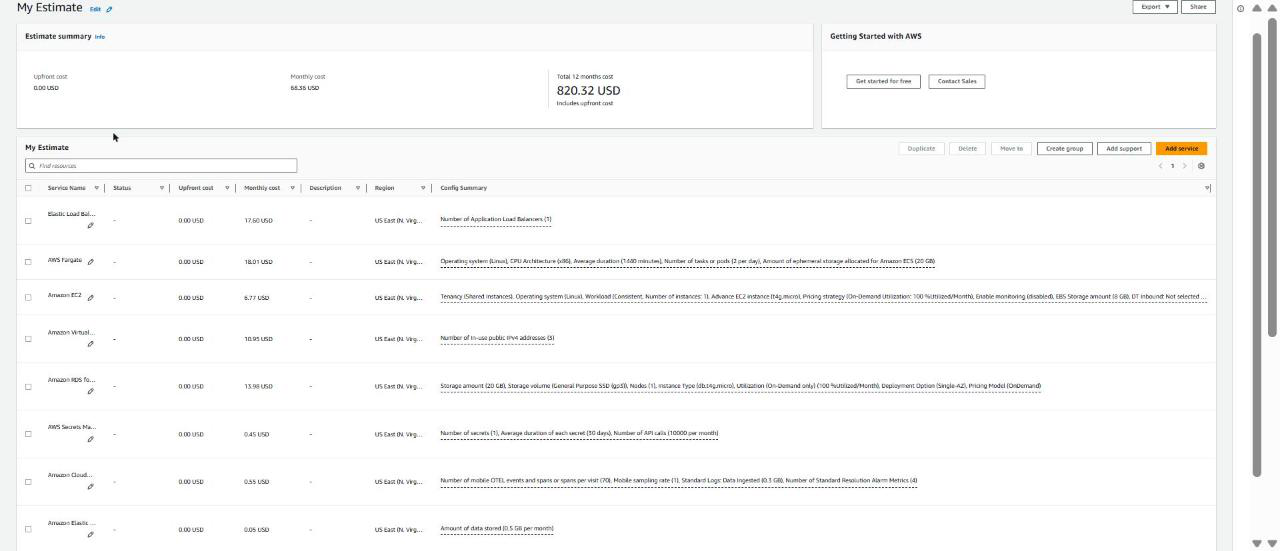 My Estimate Edit
Export ▼ Share
Estimate summary Info
Getting Started with AWS
Upfront cost
0.00 USD
Monthly cost
68.36 USD
Total 12 months cost
820.32 USD
Includes upfront cost
Get started for free Contact Sales
My Estimate
Duplicate Delete Move to Create group Add support Add service
Find resources
1
Service Name Status Upfront cost Monthly cost Description Region Config Summary
Elastic Load Bal... - 0.00 USD 17.60 USD - US East (N. Virg... Number of Application Load Balancers (1)
AWS Fargate - 0.00 USD 18.01 USD - US East (N. Virg... Operating system (Linux), CPU Architecture (x86), Average duration (1440 minutes), Number of tasks or pods (2 per day), Amount of ephemeral storage allocated for Amazon ECS (20 GB)
Amazon EC2 - 0.00 USD 6.77 USD - US East (N. Virg... Tenancy (Shared Instances), Operating system (Linux), Workload (Consistent, Number of instances: 1), Advance EC2 instance (t4g.micro), Pricing strategy (On-Demand Utilization: 100 %Utilized/Month), Enable monitoring (disabled), EBS Storage amount (8 GB), DT Inbound: Not selected ...
Amazon Virtual... - 0.00 USD 10.95 USD - US East (N. Virg... Number of In-use public IPv4 addresses (3)
Amazon RDS fo... - 0.00 USD 13.98 USD - US East (N. Virg... Storage amount (20 GB), Storage volume (General Purpose SSD (gp3)), Nodes (1), Instance Type (db.t4g.micro), Utilization (On-Demand only) (100 %Utilized/Month), Deployment Option (Single-AZ), Pricing Model (OnDemand)
AWS Secrets Ma... - 0.00 USD 0.45 USD - US East (N. Virg... Number of secrets (1), Average duration of each secret (30 days), Number of API calls (10000 per month)
Amazon Cloud... - 0.00 USD 0.55 USD - US East (N. Virg... Number of mobile OTEL events and spans or spans per visit (70), Mobile sampling rate (1), Standard Logs: Data Ingested (0.3 GB), Number of Standard Resolution Alarm Metrics (4)
Amazon Elastic ... - 0.00 USD 0.05 USD - US East (N. Virg... Amount of data stored (0.5 GB per month)